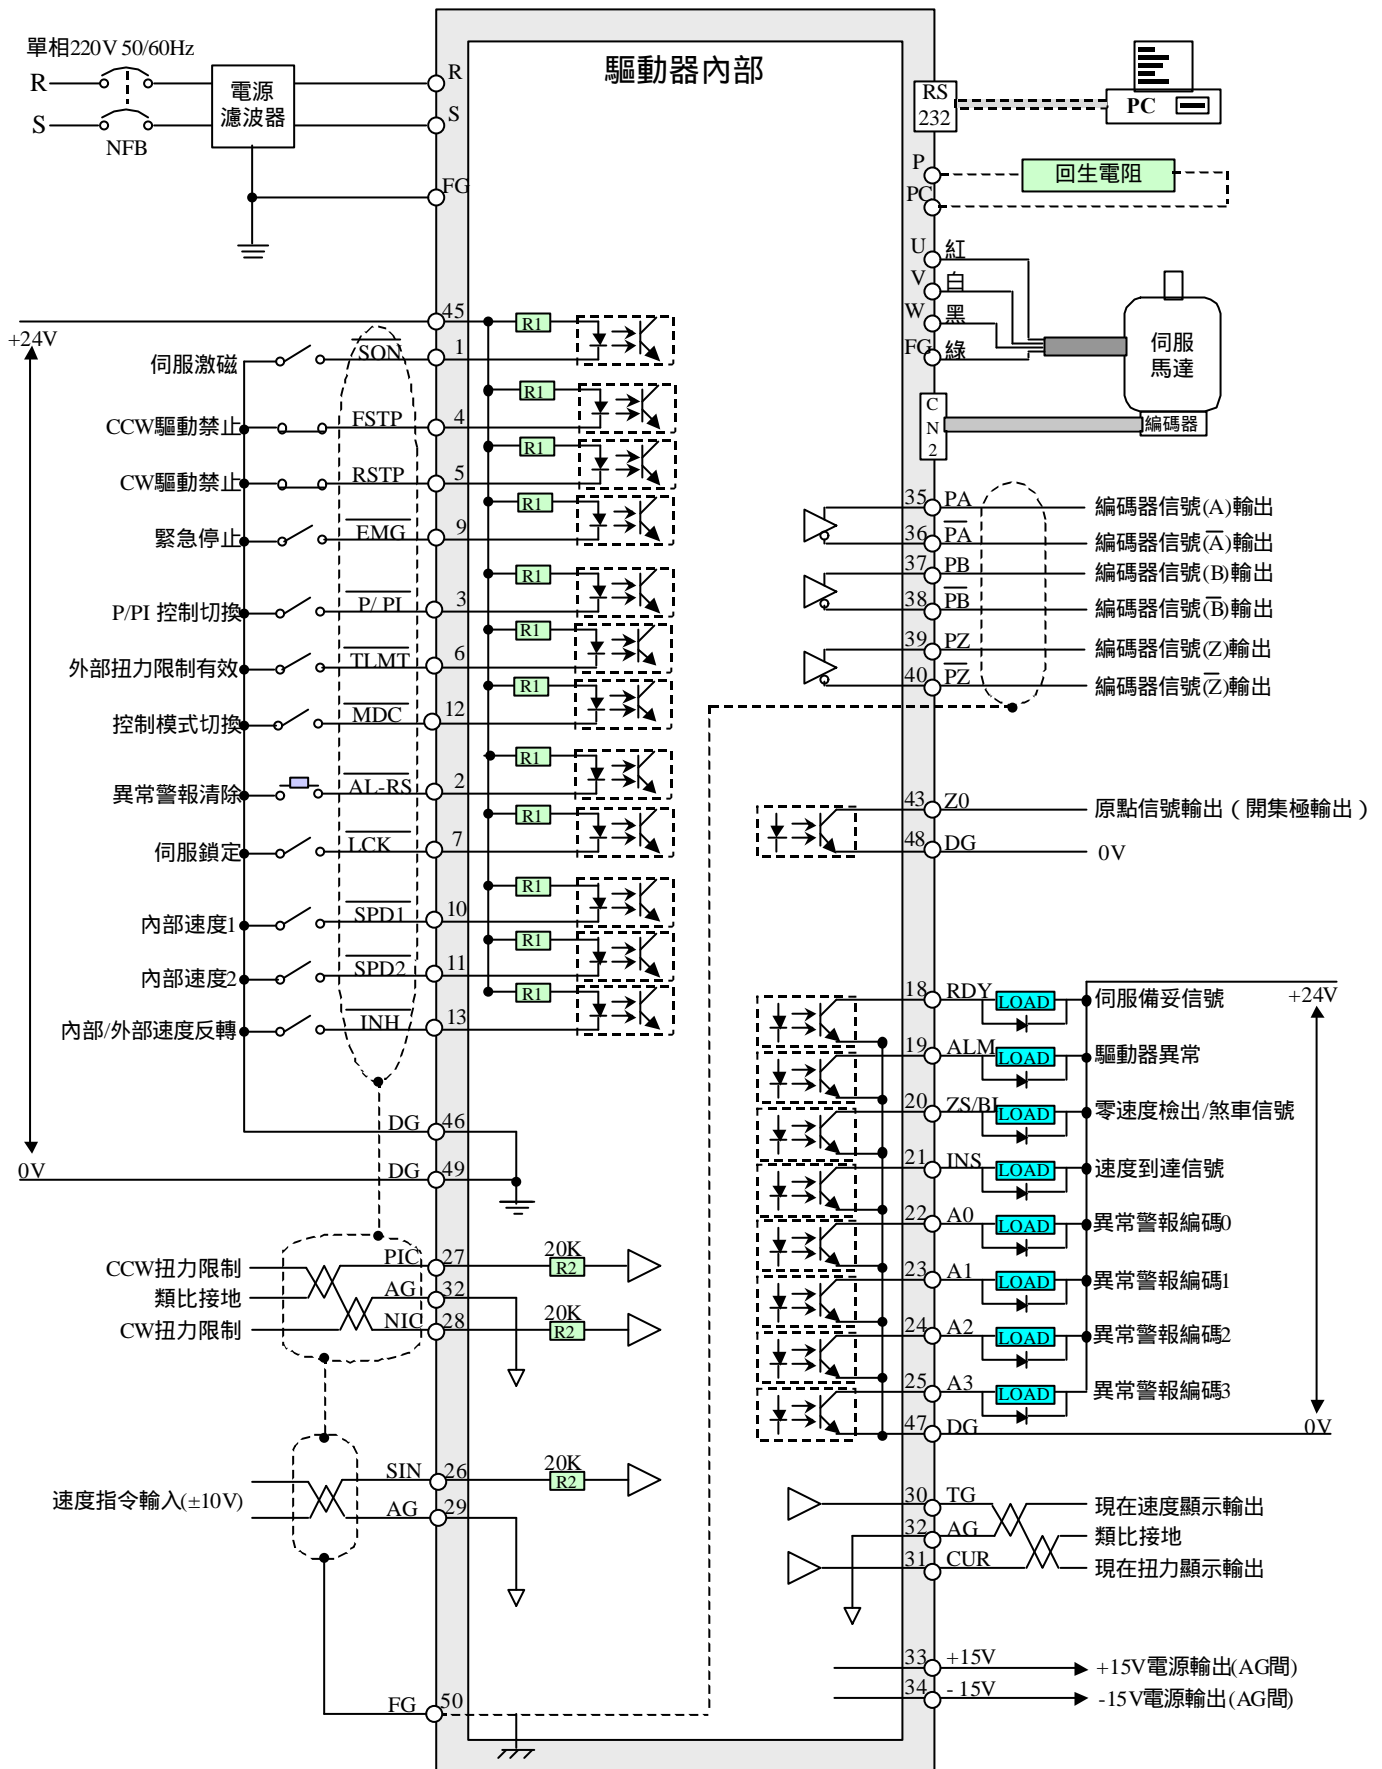 驅動器內部
單相220V 50/60Hz
R
S
NFB
電源
濾波器
R
S
FG
RS
232
PC
P
PC
回生電阻
U 紅
V 白
W 黑
FG 綠
伺服
馬達
CN2
編碼器
+24V
45
R1
伺服激磁 SON 1
R1
CCW驅動禁止 FSTP 4
R1
CW驅動禁止 RSTP 5
R1
緊急停止 EMG 9
R1
P/PI 控制切換 P/ PI 3
R1
外部扭力限制有效 TLMT 6
R1
控制模式切換 MDC 12
R1
異常警報清除 AL-RS 2
R1
伺服鎖定 LCK 7
R1
內部速度1 SPD1 10
R1
內部速度2 SPD2 11
R1
內部/外部速度反轉 INH 13
DG 46
0V
DG 49
CCW扭力限制 PIC 27 20K R2
類比接地 AG 32
CW扭力限制 NIC 28 20K R2
速度指令輸入(±10V)
SIN 26 20K R2
AG 29
FG 50
35 PA 編碼器信號(A)輸出
36 P̅A̅ 編碼器信號(A̅)輸出
37 PB 編碼器信號(B)輸出
38 P̅B̅ 編碼器信號(B̅)輸出
39 PZ 編碼器信號(Z)輸出
40 P̅Z̅ 編碼器信號(Z̅)輸出
43 Z0 原點信號輸出（開集極輸出）
48 DG 0V
18 RDY LOAD 伺服備妥信號 +24V
19 ALM LOAD 驅動器異常
20 ZS/BI LOAD 零速度檢出/煞車信號
21 INS LOAD 速度到達信號
22 A0 LOAD 異常警報編碼0
23 A1 LOAD 異常警報編碼1
24 A2 LOAD 異常警報編碼2
25 A3 LOAD 異常警報編碼3
47 DG 0V
30 TG 現在速度顯示輸出
32 AG 類比接地
31 CUR 現在扭力顯示輸出
33 +15V +15V電源輸出(AG間)
34 - 15V -15V電源輸出(AG間)